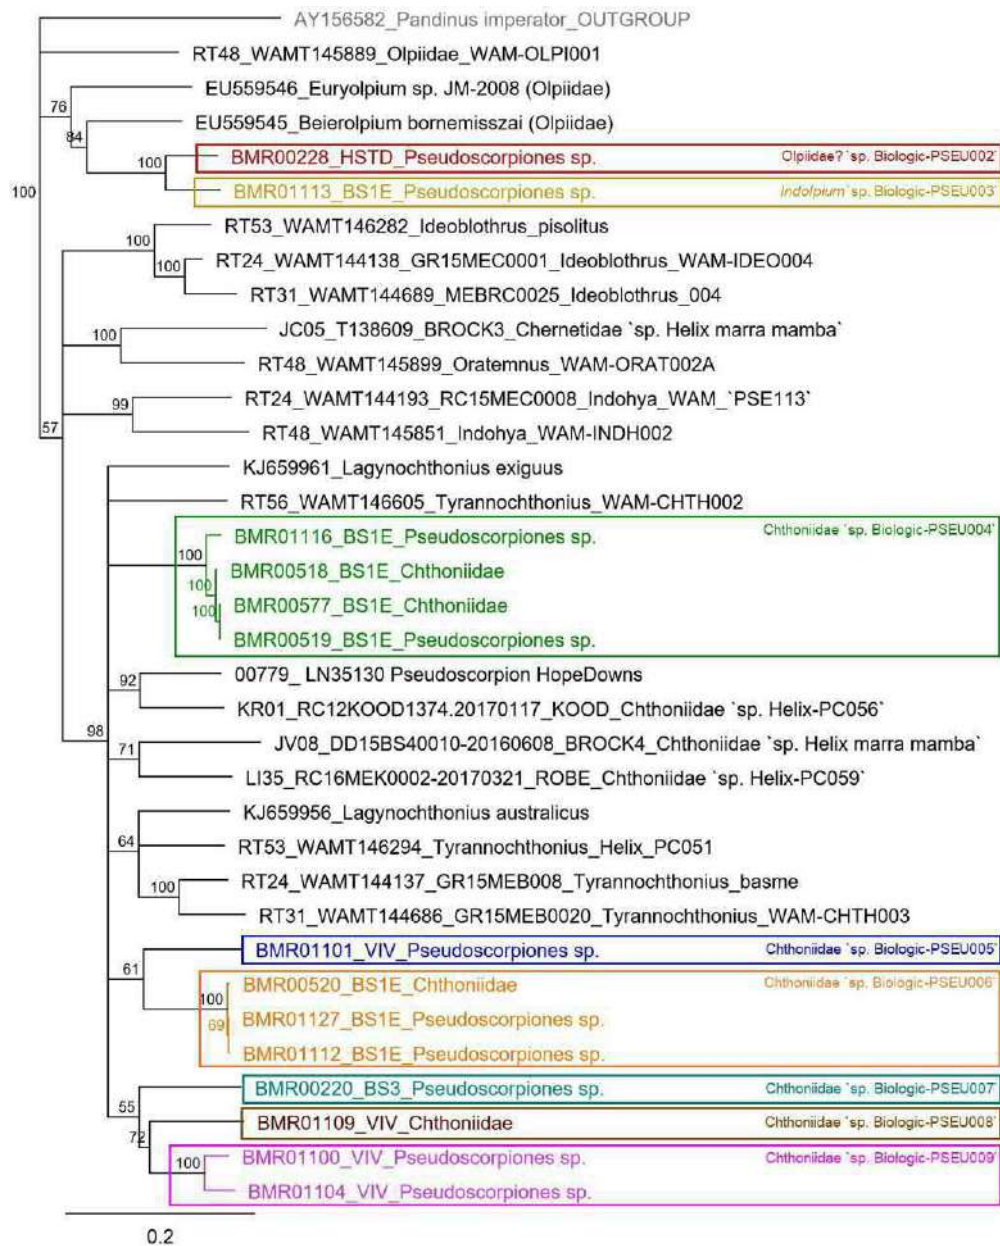 AY156582_Pandinus imperator_OUTGROUP
RT48_WAMT145889_Olpiidae_WAM-OLPI001
EU559546_Euryolpium sp. JM-2008 (Olpiidae)
76
EU559545_Beierolpium bornemisszai (Olpiidae)
84
BMR00228_HSTD_Pseudoscorpiones sp. Olpiidae? `sp. Biologic-PSEU002`
100
BMR01113_BS1E_Pseudoscorpiones sp. Indolpium `sp. Biologic-PSEU003`
100
RT53_WAMT146282_Ideoblothrus_pisolitus
100
RT24_WAMT144138_GR15MEC0001_Ideoblothrus_WAM-IDEO004
100
RT31_WAMT144689_MEBRC0025_Ideoblothrus_004
JC05_T138609_BROCK3_Chernetidae `sp. Helix marra mamba`
100
RT48_WAMT145899_Oratemnus_WAM-ORAT002A
RT24_WAMT144193_RC15MEC0008_Indohya_WAM_`PSE113`
99
57
RT48_WAMT145851_Indohya_WAM-INDH002
KJ659961_Lagynochthonius exiguus
RT56_WAMT146605_Tyrannochthonius_WAM-CHTH002
BMR01116_BS1E_Pseudoscorpiones sp. Chthoniidae `sp. Biologic-PSEU004`
100
BMR00518_BS1E_Chthoniidae
100
BMR00577_BS1E_Chthoniidae
100
BMR00519_BS1E_Pseudoscorpiones sp.
00779_ LN35130 Pseudoscorpion HopeDowns
92
KR01_RC12KOOD1374.20170117_KOOD_Chthoniidae `sp. Helix-PC056`
98
JV08_DD15BS40010-20160608_BROCK4_Chthoniidae `sp. Helix marra mamba`
71
LI35_RC16MEK0002-20170321_ROBE_Chthoniidae `sp. Helix-PC059`
KJ659956_Lagynochthonius australicus
64
RT53_WAMT146294_Tyrannochthonius_Helix_PC051
RT24_WAMT144137_GR15MEB008_Tyrannochthonius_basme
100
RT31_WAMT144686_GR15MEB0020_Tyrannochthonius_WAM-CHTH003
BMR01101_VIV_Pseudoscorpiones sp. Chthoniidae `sp. Biologic-PSEU005`
61
BMR00520_BS1E_Chthoniidae Chthoniidae `sp. Biologic-PSEU006`
100
BMR01127_BS1E_Pseudoscorpiones sp.
69
BMR01112_BS1E_Pseudoscorpiones sp.
BMR00220_BS3_Pseudoscorpiones sp. Chthoniidae `sp. Biologic-PSEU007`
55
BMR01109_VIV_Chthoniidae Chthoniidae `sp. Biologic-PSEU008`
72
BMR01100_VIV_Pseudoscorpiones sp. Chthoniidae `sp. Biologic-PSEU009`
100
BMR01104_VIV_Pseudoscorpiones sp.
0.2